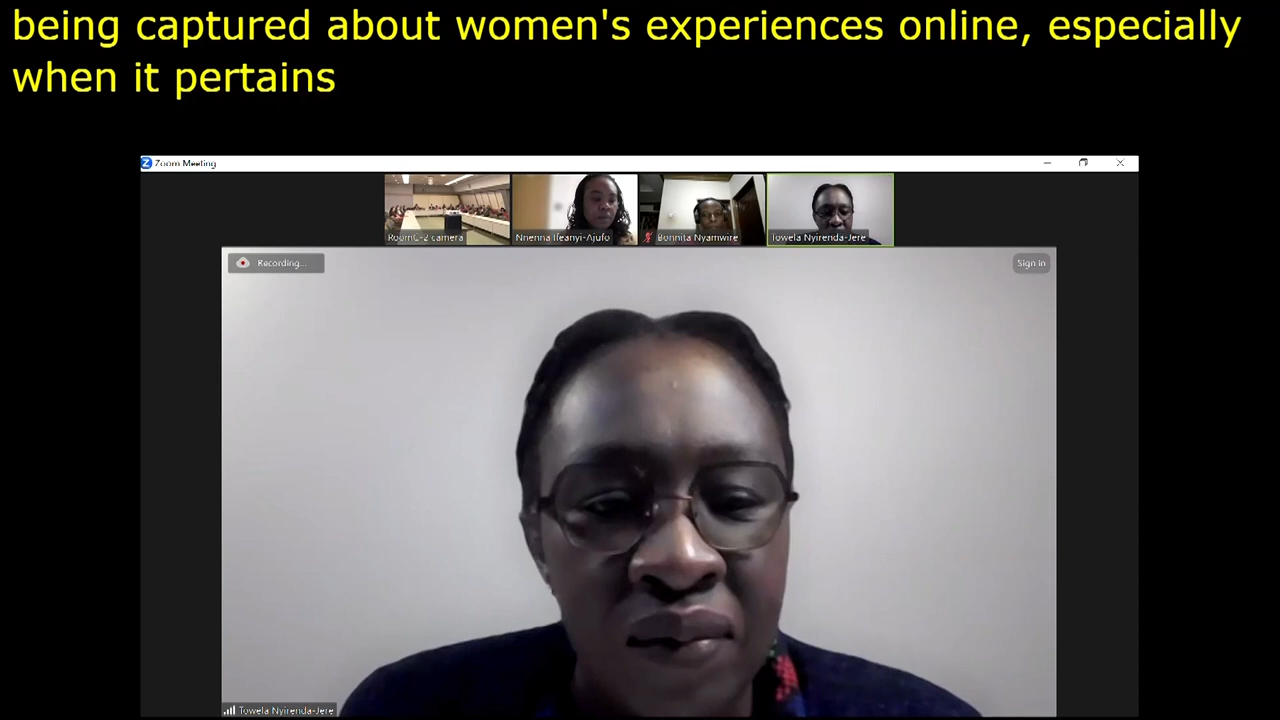 being captured about women's experiences online, especially
when it pertains
Zoom Meeting
RoomC-2 camera
Nnenna Ifeanyi-Ajufo
Bonnita Nyamwire
Towela Nyirenda-Jere
Recording...
Sign in
Towela Nyirenda-Jere